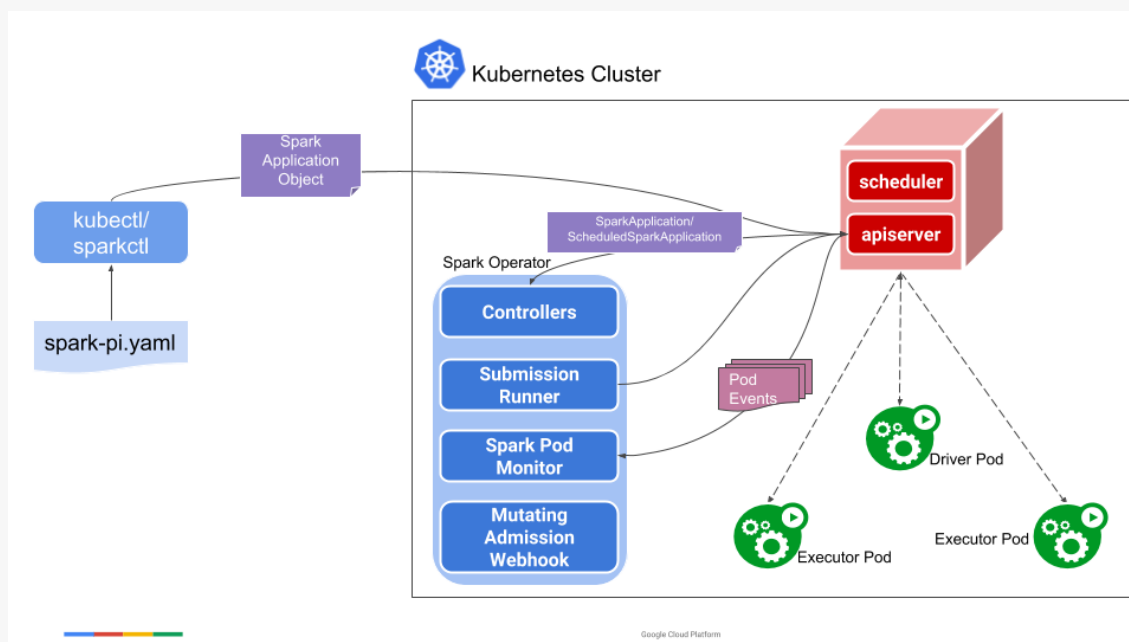 Kubernetes Cluster
Spark
Application
Object
scheduler
kubectl/
sparkctl
SparkApplication/
ScheduledSparkApplication
apiserver
Spark Operator
Controllers
spark-pi.yaml
Submission
Runner
Pod
Events
Spark Pod
Monitor
Driver Pod
Mutating
Admission
Webhook
Executor Pod
Executor Pod
Google Cloud Platform